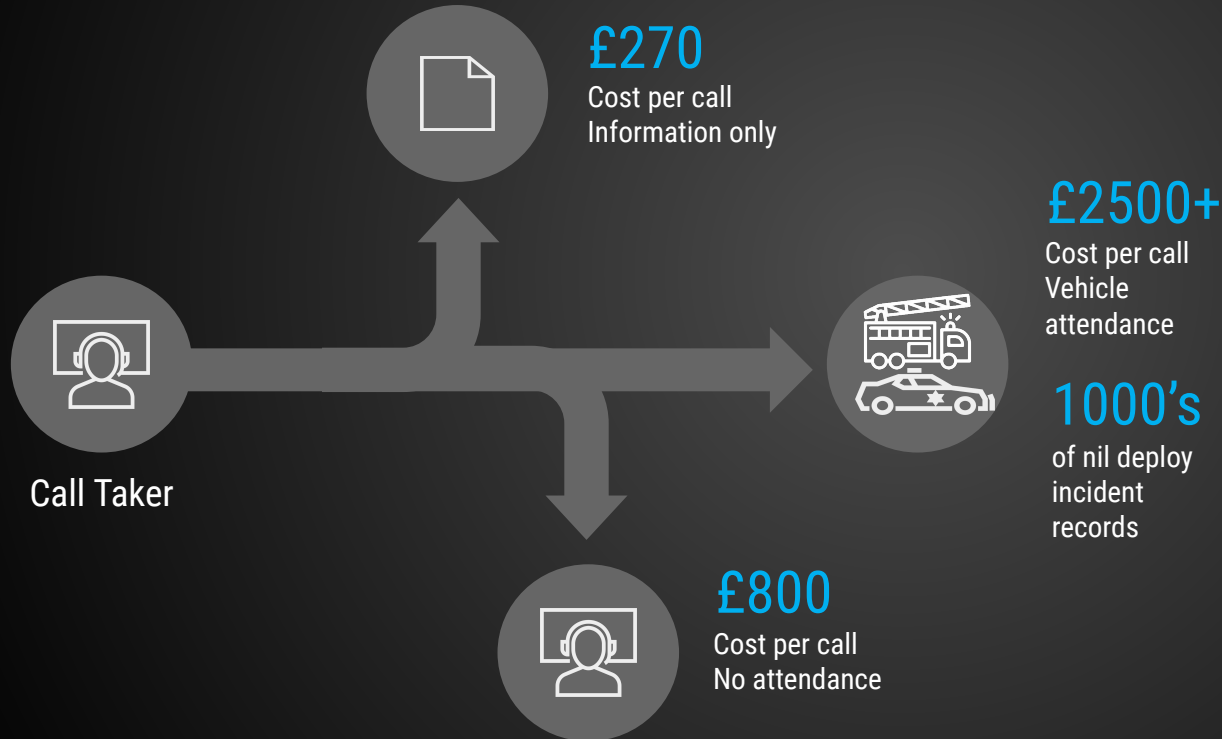 £270
Cost per call
Information only
£2500+
Cost per call
Vehicle
attendance
1000’s
of nil deploy
incident
records
Call Taker
£800
Cost per call
No attendance